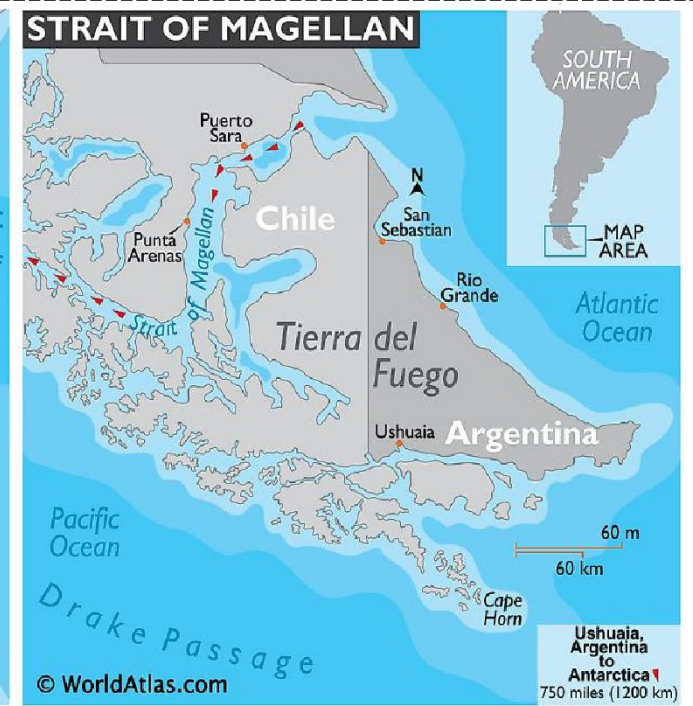 STRAIT OF MAGELLAN
SOUTH
AMERICA
MAP
AREA
Puerto
Sara
N
Chile
San
Sebastian
Punta
Arenas
Strait of Magellan
Rio
Grande
Atlantic
Ocean
Tierra del
Fuego
Ushuaia
Argentina
Pacific
Ocean
60 m
60 km
Cape
Horn
Drake Passage
Ushuaia,
Argentina
to
Antarctica
750 miles (1200 km)
© WorldAtlas.com